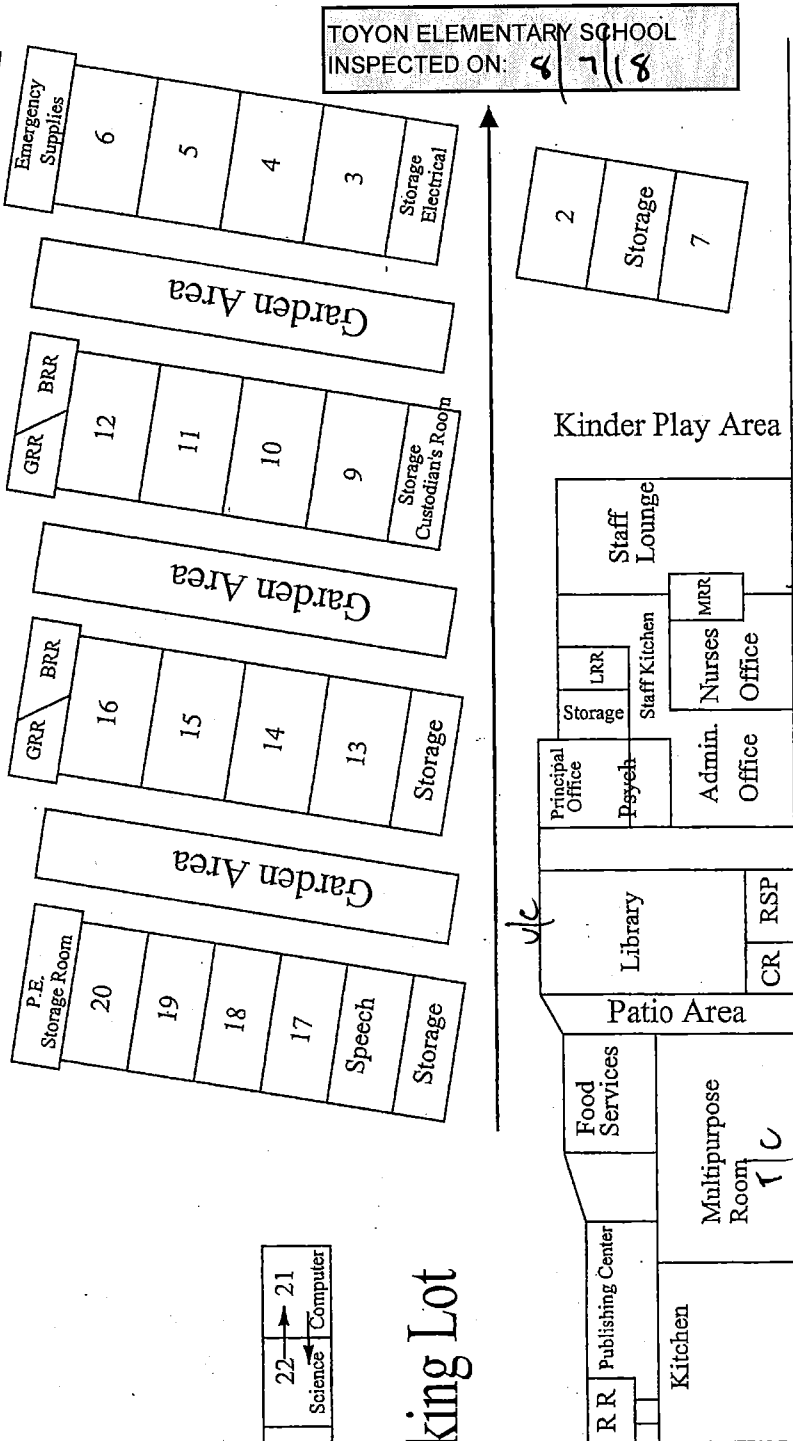 TOYON ELEMENTARY SCHOOL
INSPECTED ON: 8/7/18
Emergency
Supplies
6
5
4
3
Storage
Electrical
Garden Area
GRR
BRR
12
11
10
9
Storage
Custodian's Room
Garden Area
GRR
BRR
16
15
14
13
Storage
Garden Area
P.E.
Storage Room
20
19
18
17
Speech
Storage
2
Storage
7
Kinder Play Area
Staff
Lounge
MRR
LRR
Staff Kitchen
Nurses
Office
Storage
Principal
Office
Psych
Admin.
Office
Library
RSP
CR
Patio Area
Food
Services
Multipurpose
Room
Publishing Center
Kitchen
R R
22
21
Science
Computer
king Lot